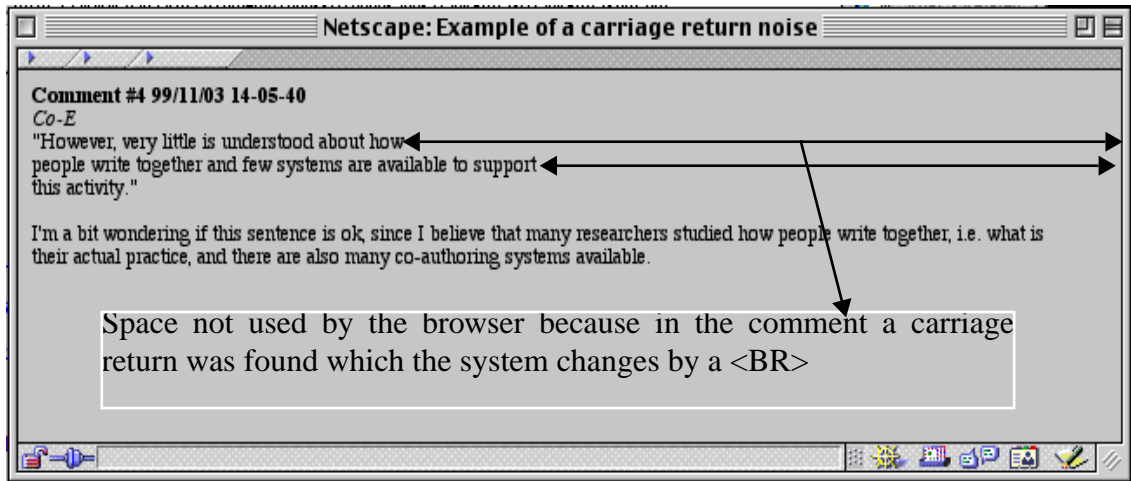 Netscape: Example of a carriage return noise
Comment #4 99/11/03 14-05-40
Co-E
"However, very little is understood about how
people write together and few systems are available to support
this activity."
I'm a bit wondering if this sentence is ok, since I believe that many researchers studied how people write together, i.e. what is
their actual practice, and there are also many co-authoring systems available.
Space not used by the browser because in the comment a carriage
return was found which the system changes by a <BR>